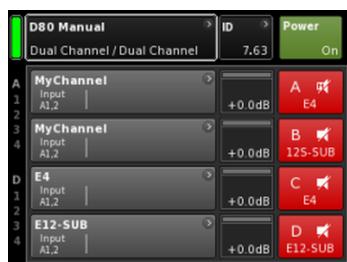 D80 Manual
Dual Channel / Dual Channel
ID
7.63
Power
On
A
1
2
3
4
D
1
2
3
4
MyChannel
Input
A1,2
+0.0dB
A
E4
MyChannel
Input
A1,2
+0.0dB
B
12S-SUB
E4
Input
A1,2
+0.0dB
C
E4
E12-SUB
Input
A1,2
+0.0dB
D
E12-SUB